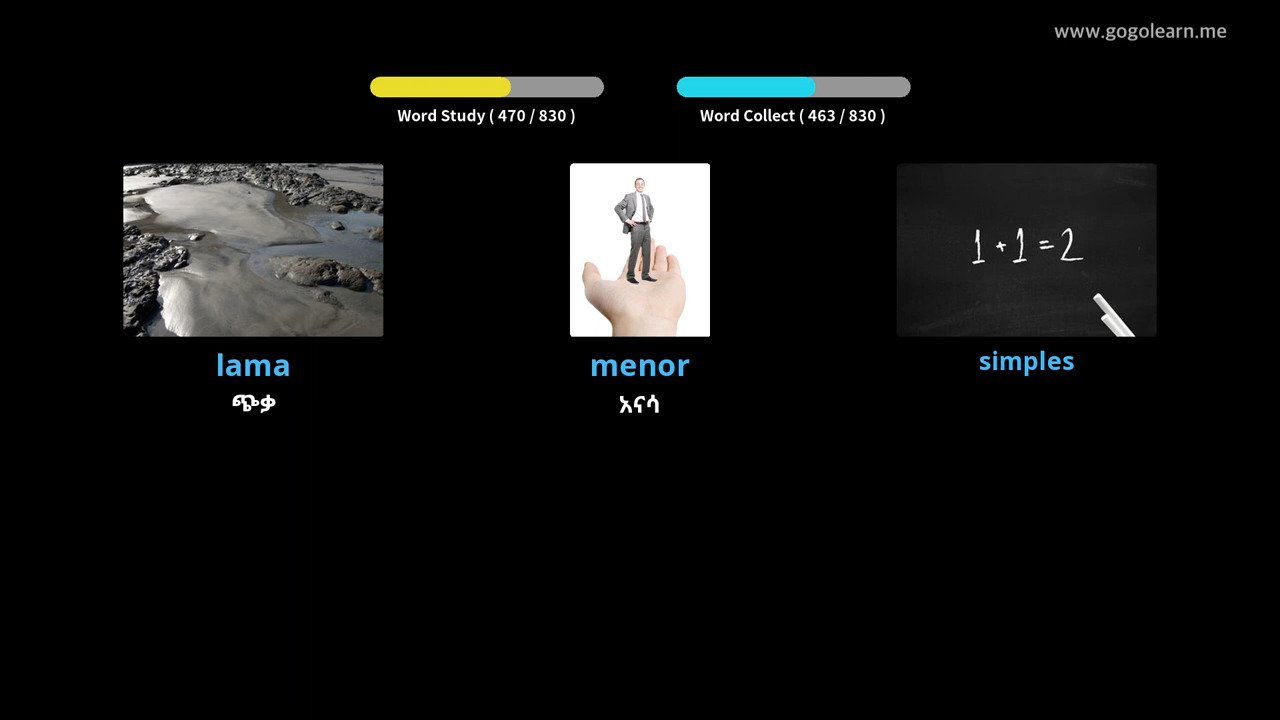 www.gogolearn.me
Word Study ( 470 / 830 )
Word Collect ( 463 / 830 )
1 + 1 = 2
lama
menor
simples
ጭቃ
አናሳ